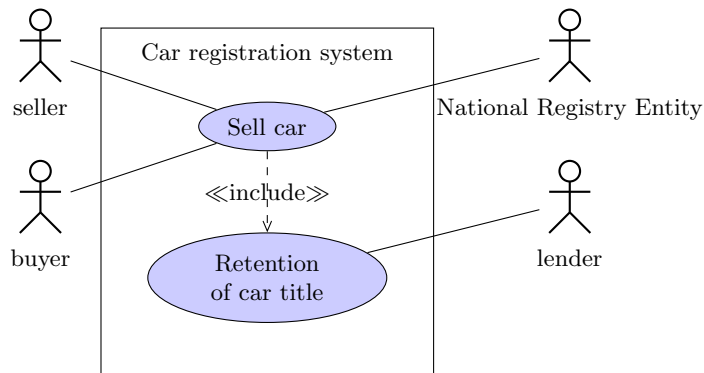 Car registration system
seller
National Registry Entity
Sell car
≪include≫
buyer
lender
Retention
of car title